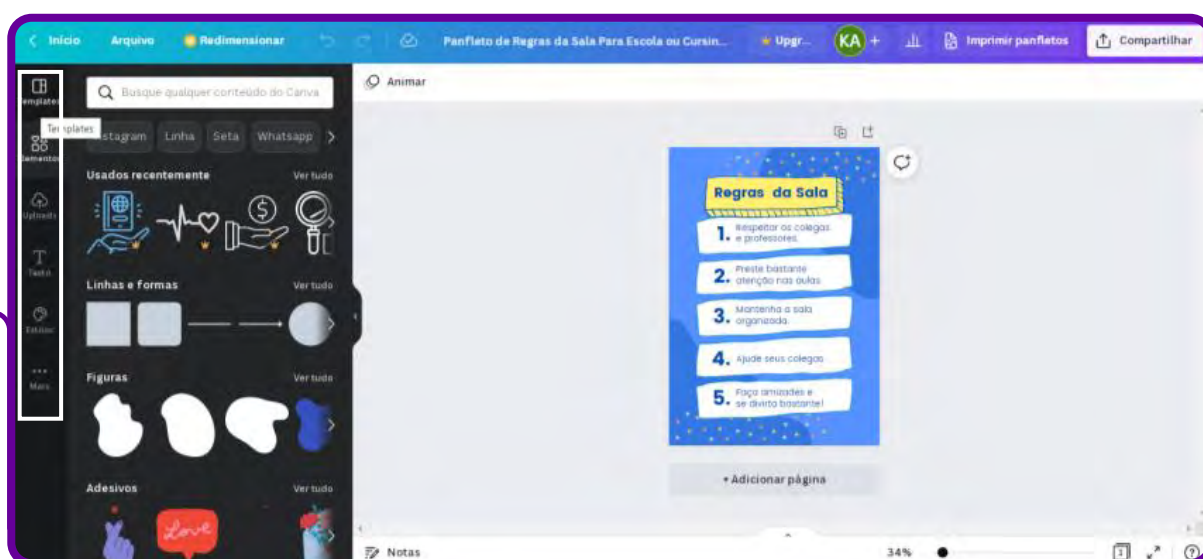 Início Arquivo Redimensionar Panfleto de Regras da Sala Para Escola ou Cursin... Upgr... KA + Imprimir panfletos Compartilhar
Templates
Busque qualquer conteúdo do Canva
Animar
Templates
nstagram Linha Seta Whatsapp
Elementos
Usados recentemente Ver tudo
Uploads
Texto
Linhas e formas Ver tudo
Mais
Figuras Ver tudo
Adesivos Ver tudo
Love
Regras da Sala
1. Respeitar os colegas
e professores.
2. Preste bastante
atenção nas aulas.
3. Mantenha a sala
organizada.
4. Ajude seus colegas.
5. Faça amizades e
se divirta bastante!
+ Adicionar página
Notas 34% 1